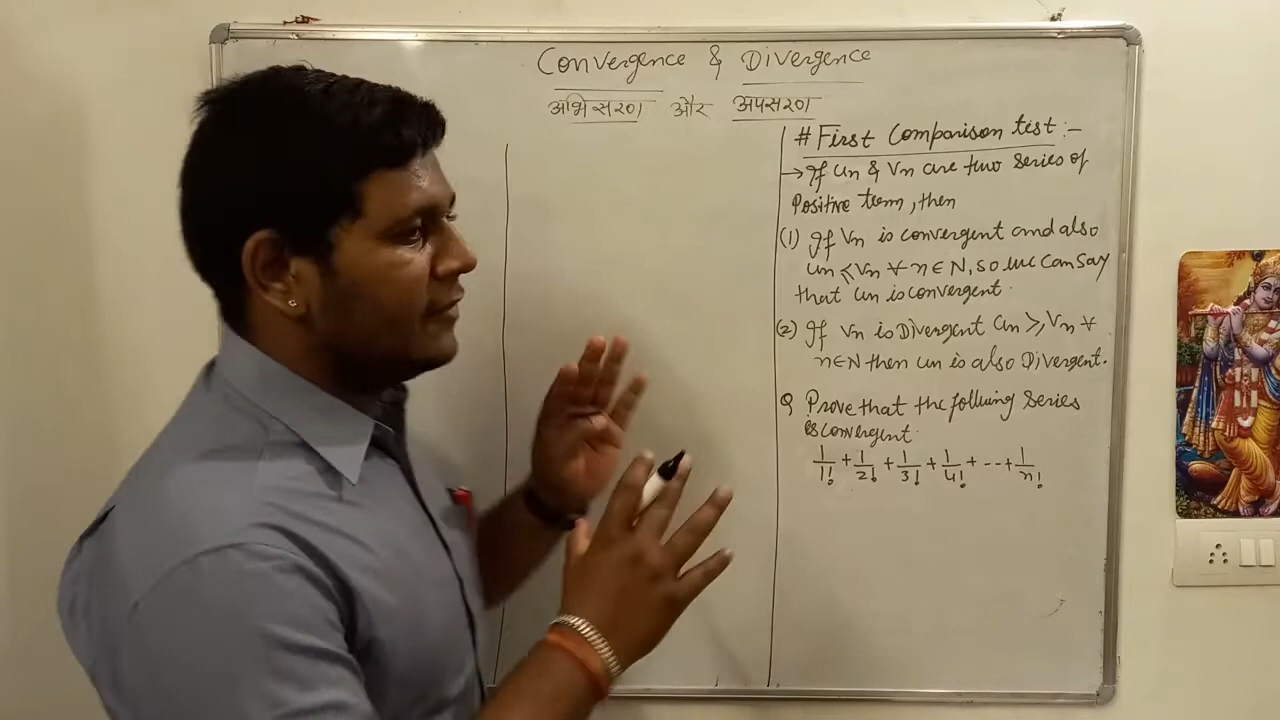 Convergence & Divergence
अभिसरण और अपसरण
# First Comparison test :-
→ If un & Vn are two series of
Positive term, then
(1) If Vn is convergent and also
un ≤ Vn ∀ n ∈ N, so we can say
that un is convergent.
(2) If Vn is Divergent un ≥ Vn ∀
n ∈ N then un is also Divergent.
Q Prove that the following series
is convergent.
1/1! + 1/2! + 1/3! + 1/4! + -- + 1/n!